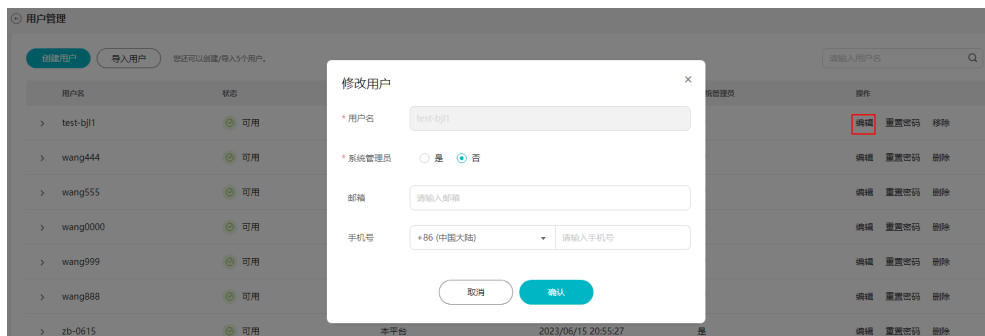 用户管理
创建用户 导入用户 您还可以创建/导入5个用户。 请输入用户名
用户名 状态 统管理员 操作
test-bjl1 可用 编辑 重置密码 移除
wang444 可用 编辑 重置密码 删除
wang555 可用 编辑 重置密码 删除
wang0000 可用 编辑 重置密码 删除
wang999 可用 编辑 重置密码 删除
wang888 可用 编辑 重置密码 删除
zb-0615 可用 本平台 2023/06/15 20:55:27 是 编辑 重置密码 删除
修改用户 ×
* 用户名 test-bjl1
* 系统管理员 是 否
邮箱 请输入邮箱
手机号 +86 (中国大陆) 请输入手机号
取消 确认